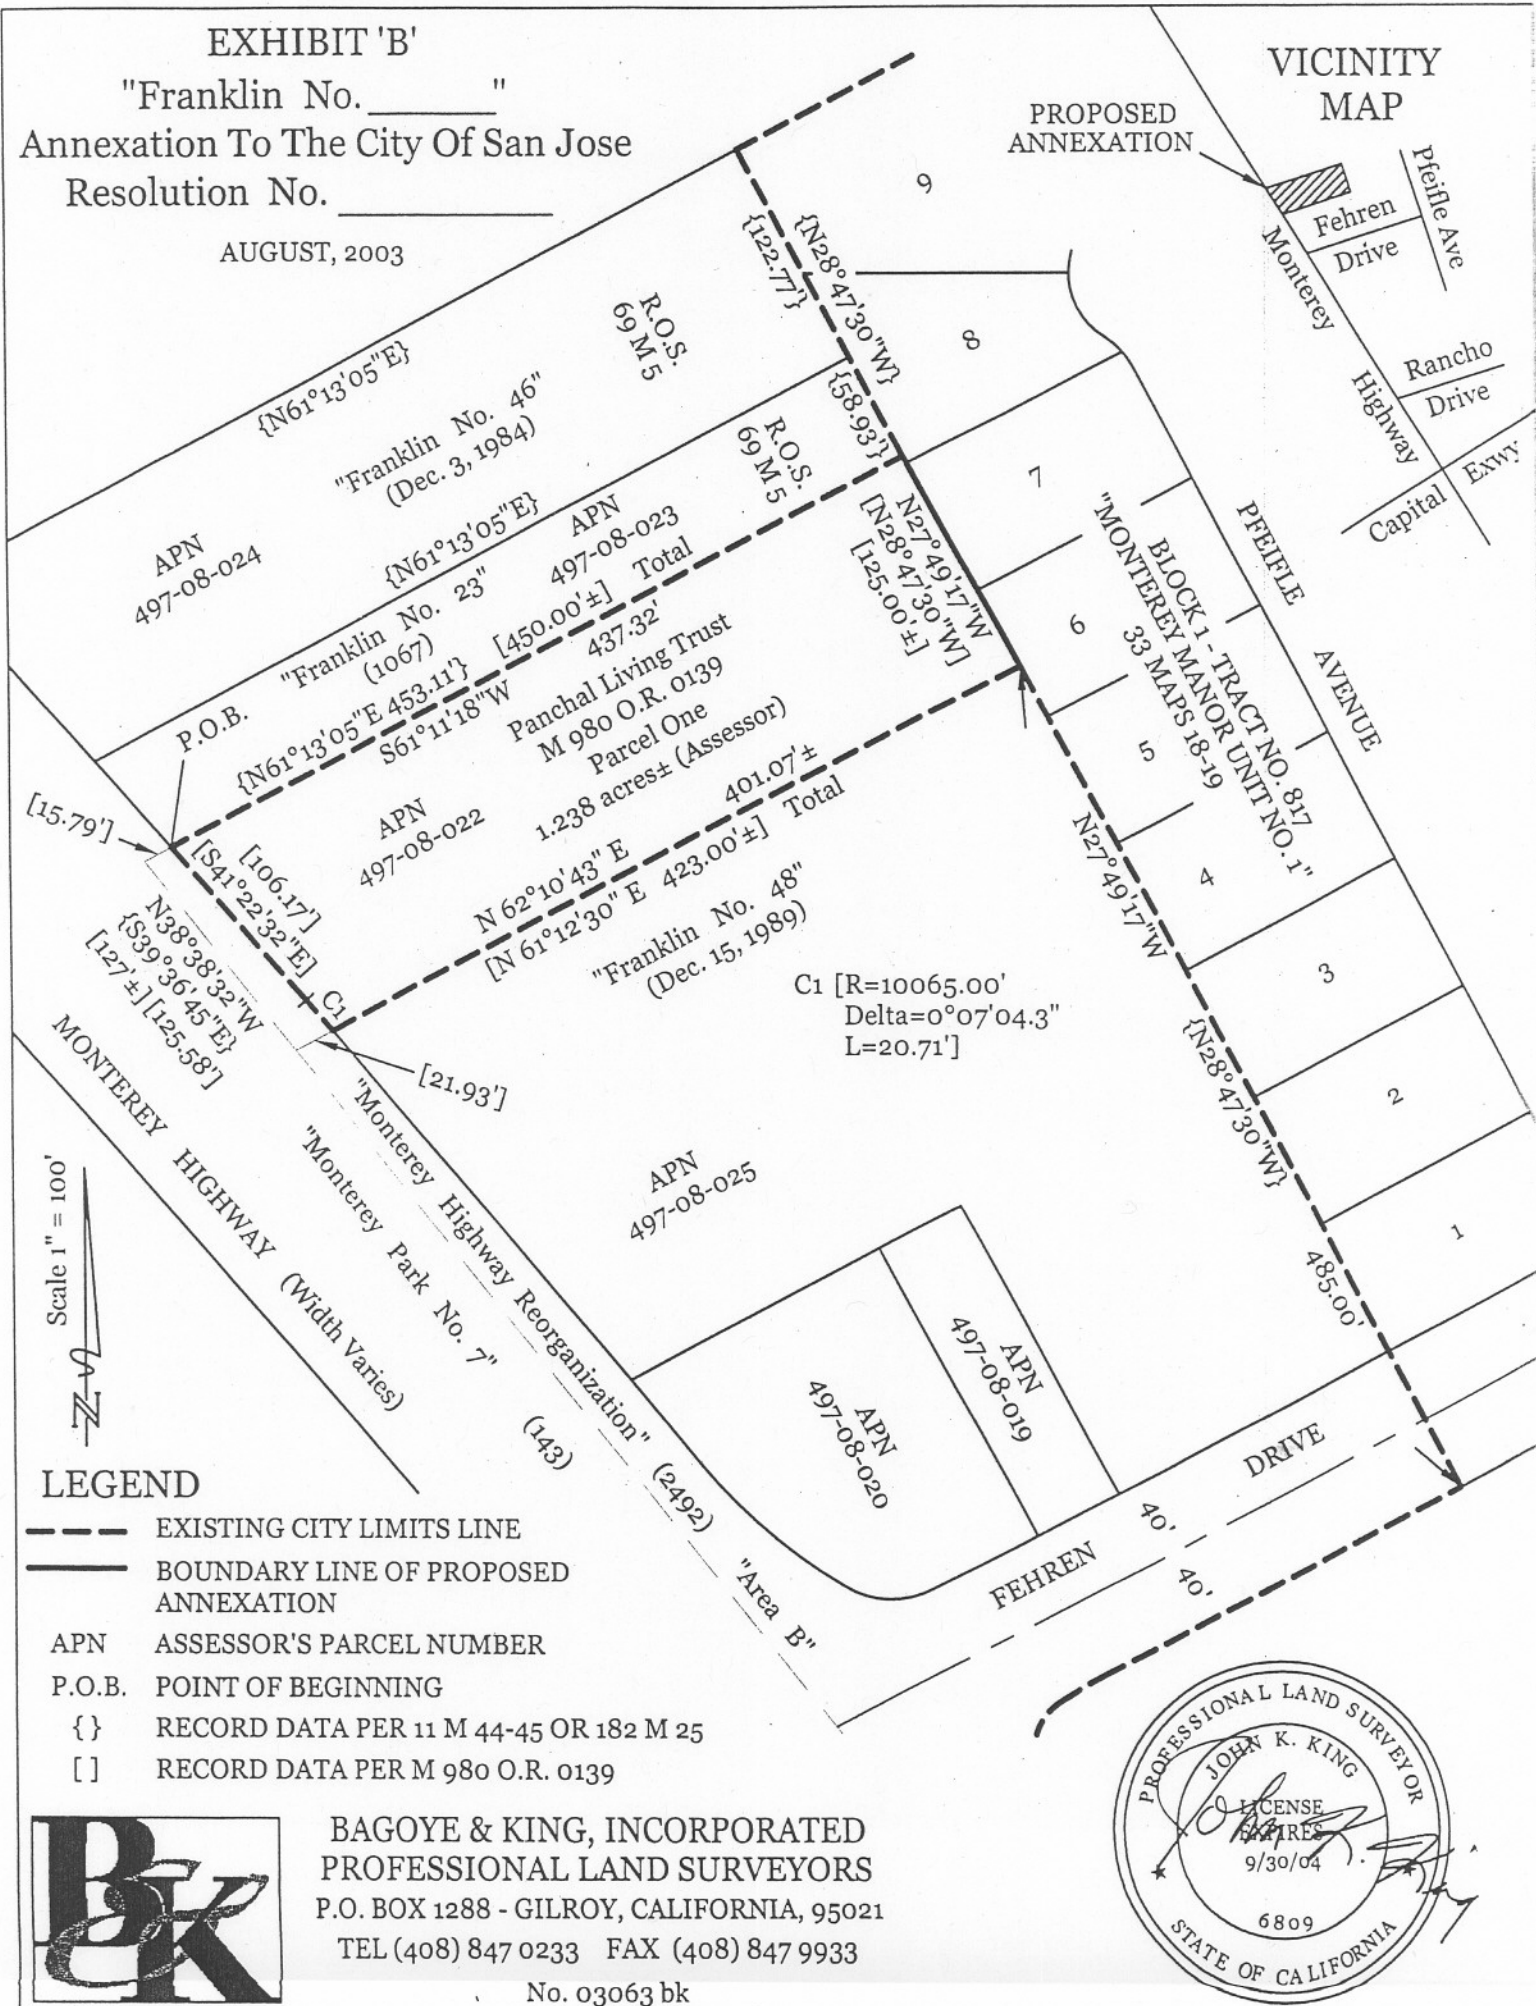 EXHIBIT 'B'
"Franklin No. ______ "
Annexation To The City Of San Jose
Resolution No. ____________
AUGUST, 2003
VICINITY
MAP
PROPOSED
ANNEXATION
Pfeifle Ave
Fehren
Drive
Monterey
Highway
Rancho
Drive
Capital Exwy
9
8
7
6
5
4
3
2
1
{122.77'}
{N28°47'30"W}
{58.93'}
R.O.S.
69 M 5
{N61°13'05"E}
"Franklin No. 46"
(Dec. 3, 1984)
APN
497-08-024
{N61°13'05"E}
APN
497-08-023
R.O.S.
69 M 5
"Franklin No. 23"
(1067)
[450.00'±] Total
{N61°13'05"E 453.11'}
S61°11'18"W
437.32'
P.O.B.
[15.79']
N27°49'17"W
[N28°47'30"W]
[125.00'±]
Panchal Living Trust
M 980 O.R. 0139
Parcel One
1.238 acres± (Assessor)
APN
497-08-022
[106.17']
[S41°22'32"E]
C1
N38°38'32"W
{S39°36'45"E}
[127'±] [125.58']
N 62°10'43" E
401.07'±
[N 61°12'30" E 423.00'±] Total
"Franklin No. 48"
(Dec. 15, 1989)
C1 [R=10065.00'
Delta=0°07'04.3"
L=20.71']
[21.93']
BLOCK 1 - TRACT NO. 817
"MONTEREY MANOR UNIT NO. 1"
33 MAPS 18-19
PFEIFLE AVENUE
N27°49'17"W
{N28°47'30"W}
485.00'
MONTEREY HIGHWAY (Width Varies)
"Monterey Highway Reorganization" (2492) "Area B"
"Monterey Park No. 7" (143)
APN
497-08-025
APN
497-08-019
APN
497-08-020
FEHREN DRIVE
40'
40'
Scale 1" = 100'
N
LEGEND
EXISTING CITY LIMITS LINE
BOUNDARY LINE OF PROPOSED
ANNEXATION
APN ASSESSOR'S PARCEL NUMBER
P.O.B. POINT OF BEGINNING
{ } RECORD DATA PER 11 M 44-45 OR 182 M 25
[ ] RECORD DATA PER M 980 O.R. 0139
B&K
BAGOYE & KING, INCORPORATED
PROFESSIONAL LAND SURVEYORS
P.O. BOX 1288 - GILROY, CALIFORNIA, 95021
TEL (408) 847 0233 FAX (408) 847 9933
No. 03063 bk
PROFESSIONAL LAND SURVEYOR
JOHN K. KING
LICENSE
EXPIRES
9/30/04
6809
STATE OF CALIFORNIA